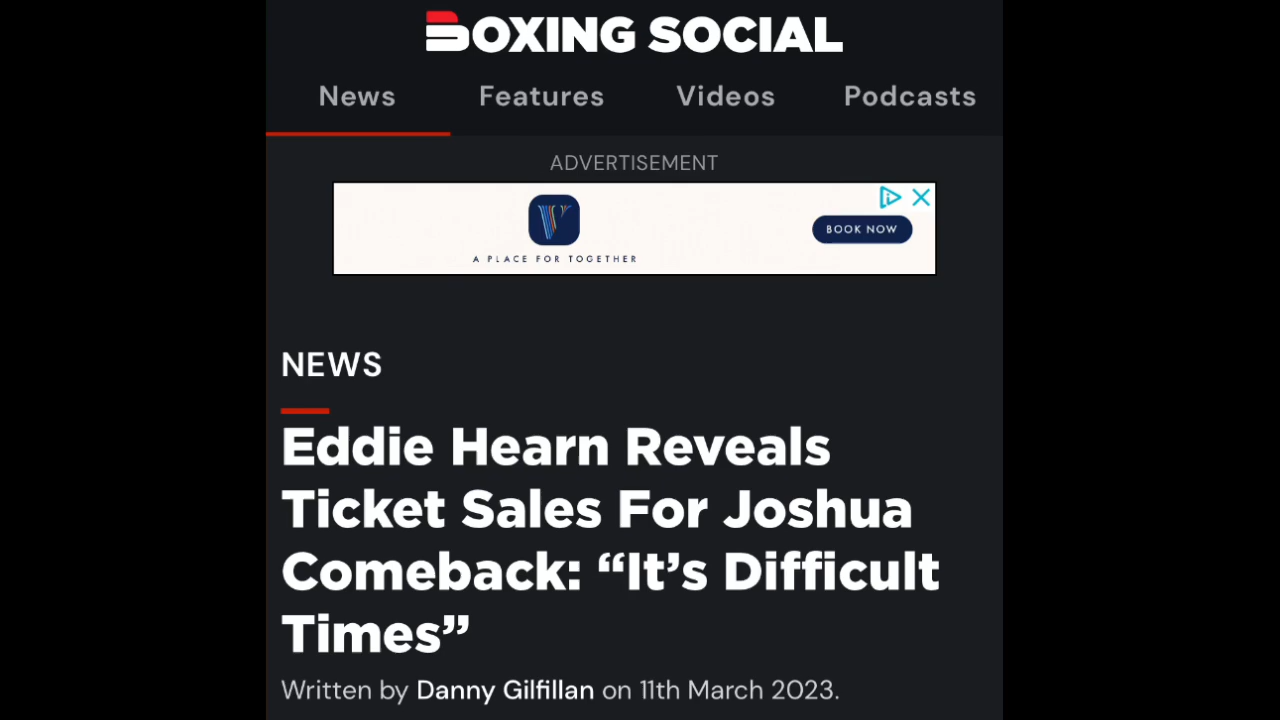 BOXING SOCIAL
News Features Videos Podcasts
ADVERTISEMENT
V
A PLACE FOR TOGETHER
BOOK NOW
NEWS
Eddie Hearn Reveals
Ticket Sales For Joshua
Comeback: “It’s Difficult
Times”
Written by Danny Gilfillan on 11th March 2023.